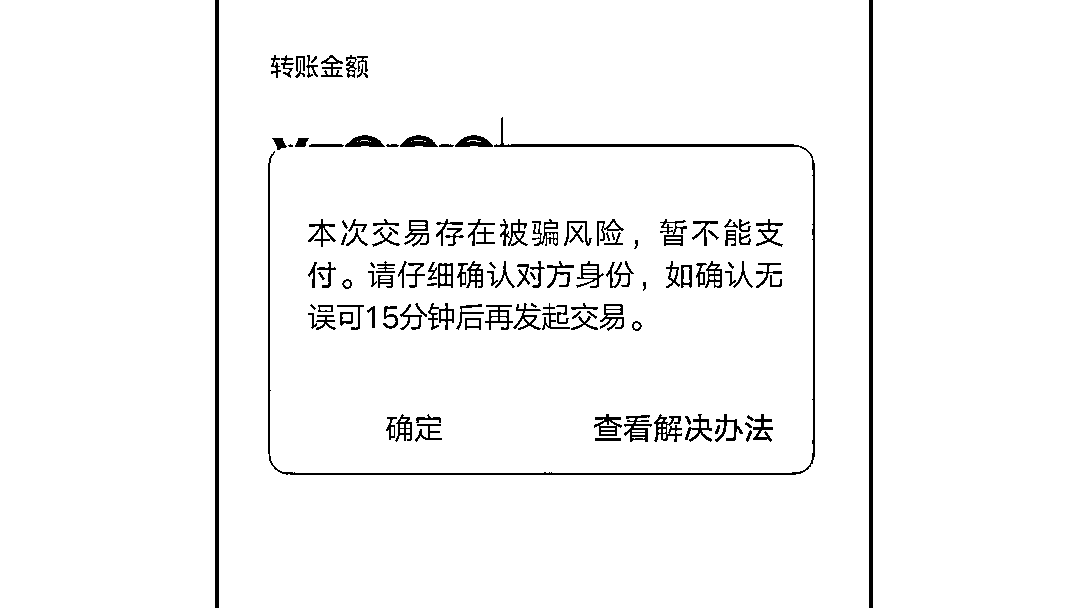 转账金额
本次交易存在被骗风险，暂不能支
付。请仔细确认对方身份，如确认无
误可15分钟后再发起交易。
确定
查看解决办法